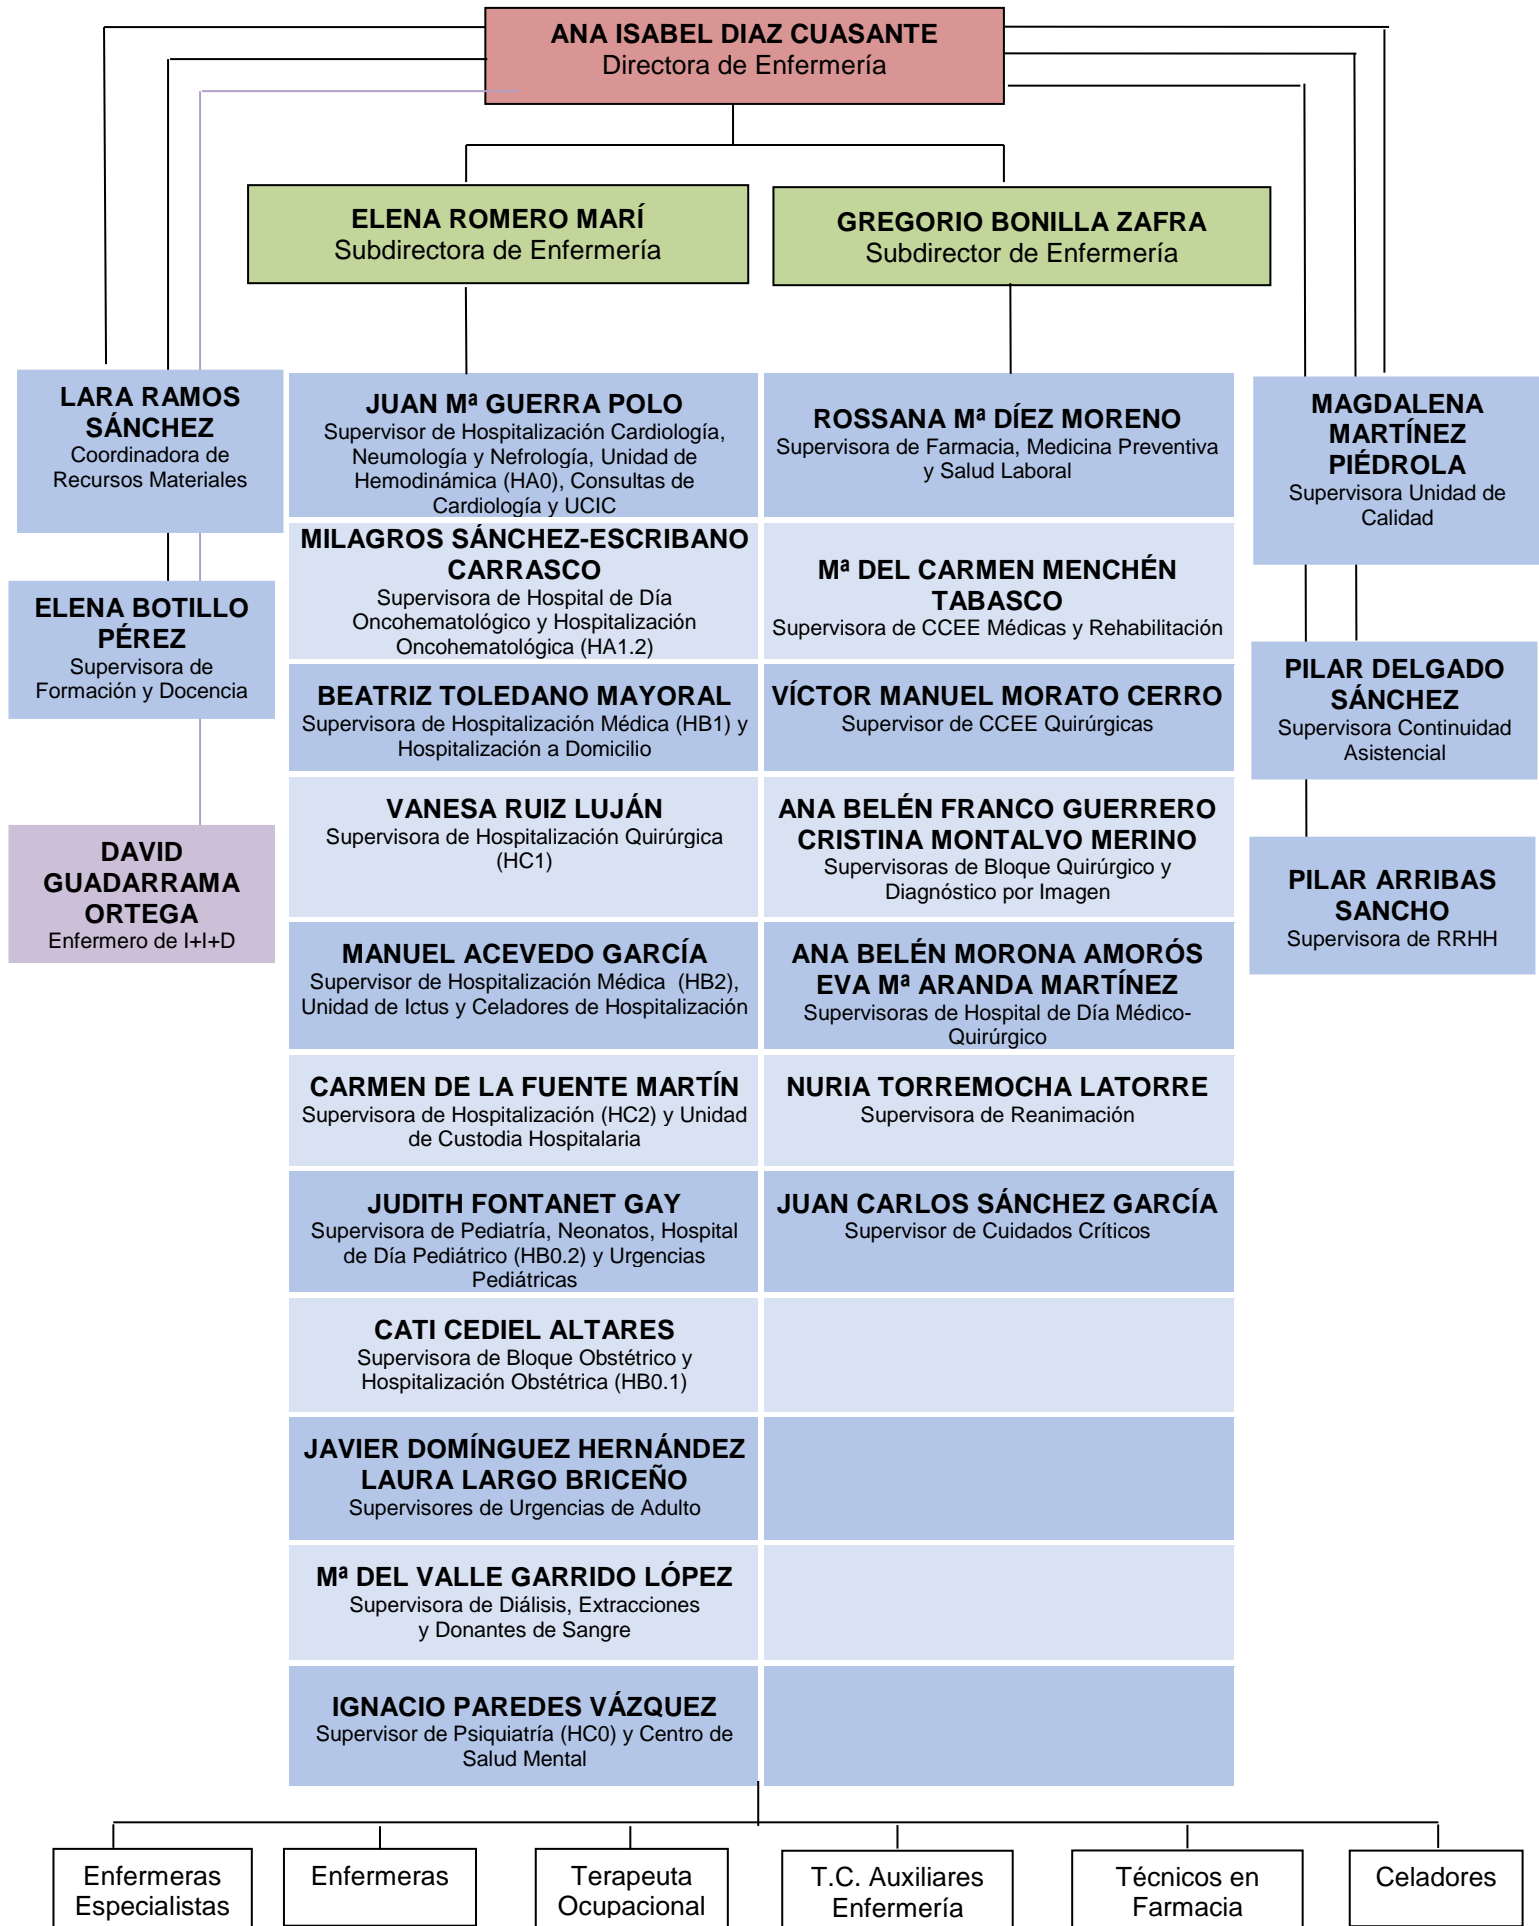 ANA ISABEL DIAZ CUASANTE
Directora de Enfermería
ELENA ROMERO MARÍ
Subdirectora de Enfermería
GREGORIO BONILLA ZAFRA
Subdirector de Enfermería
LARA RAMOS
SÁNCHEZ
Coordinadora de
Recursos Materiales
ELENA BOTILLO
PÉREZ
Supervisora de
Formación y Docencia
DAVID
GUADARRAMA
ORTEGA
Enfermero de I+I+D
JUAN Mª GUERRA POLO
Supervisor de Hospitalización Cardiología,
Neumología y Nefrología, Unidad de
Hemodinámica (HA0), Consultas de
Cardiología y UCIC
MILAGROS SÁNCHEZ-ESCRIBANO
CARRASCO
Supervisora de Hospital de Día
Oncohematológico y Hospitalización
Oncohematológica (HA1.2)
BEATRIZ TOLEDANO MAYORAL
Supervisora de Hospitalización Médica (HB1) y
Hospitalización a Domicilio
VANESA RUIZ LUJÁN
Supervisora de Hospitalización Quirúrgica
(HC1)
MANUEL ACEVEDO GARCÍA
Supervisor de Hospitalización Médica (HB2),
Unidad de Ictus y Celadores de Hospitalización
CARMEN DE LA FUENTE MARTÍN
Supervisora de Hospitalización (HC2) y Unidad
de Custodia Hospitalaria
JUDITH FONTANET GAY
Supervisora de Pediatría, Neonatos, Hospital
de Día Pediátrico (HB0.2) y Urgencias
Pediátricas
CATI CEDIEL ALTARES
Supervisora de Bloque Obstétrico y
Hospitalización Obstétrica (HB0.1)
JAVIER DOMÍNGUEZ HERNÁNDEZ
LAURA LARGO BRICEÑO
Supervisores de Urgencias de Adulto
Mª DEL VALLE GARRIDO LÓPEZ
Supervisora de Diálisis, Extracciones
y Donantes de Sangre
IGNACIO PAREDES VÁZQUEZ
Supervisor de Psiquiatría (HC0) y Centro de
Salud Mental
ROSSANA Mª DÍEZ MORENO
Supervisora de Farmacia, Medicina Preventiva
y Salud Laboral
Mª DEL CARMEN MENCHÉN
TABASCO
Supervisora de CCEE Médicas y Rehabilitación
VÍCTOR MANUEL MORATO CERRO
Supervisor de CCEE Quirúrgicas
ANA BELÉN FRANCO GUERRERO
CRISTINA MONTALVO MERINO
Supervisoras de Bloque Quirúrgico y
Diagnóstico por Imagen
ANA BELÉN MORONA AMORÓS
EVA Mª ARANDA MARTÍNEZ
Supervisoras de Hospital de Día Médico-
Quirúrgico
NURIA TORREMOCHA LATORRE
Supervisora de Reanimación
JUAN CARLOS SÁNCHEZ GARCÍA
Supervisor de Cuidados Críticos
MAGDALENA
MARTÍNEZ
PIÉDROLA
Supervisora Unidad de
Calidad
PILAR DELGADO
SÁNCHEZ
Supervisora Continuidad
Asistencial
PILAR ARRIBAS
SANCHO
Supervisora de RRHH
Enfermeras
Especialistas
Enfermeras
Terapeuta
Ocupacional
T.C. Auxiliares
Enfermería
Técnicos en
Farmacia
Celadores